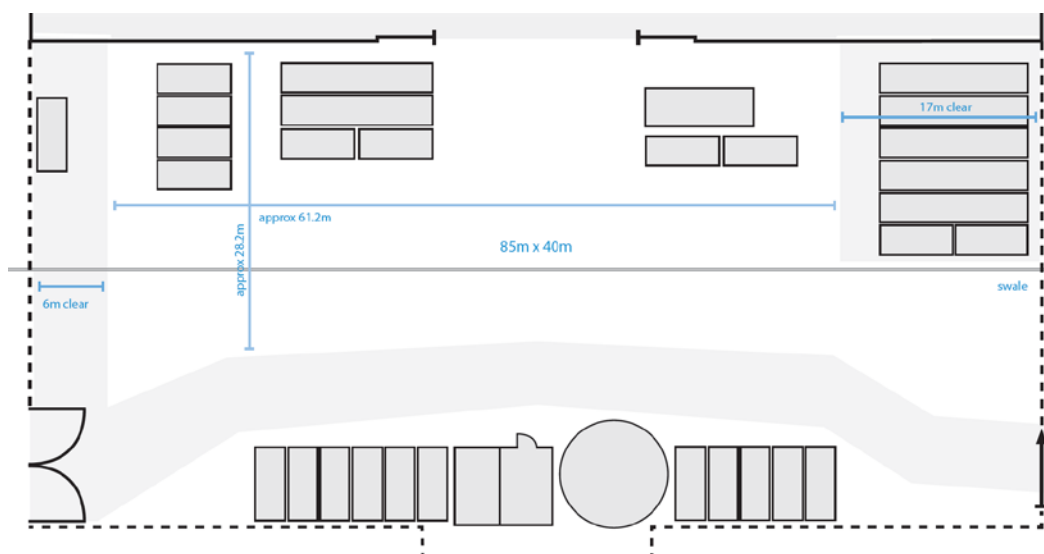 17m clear
approx 61.2m
approx 28.2m
85m x 40m
6m clear
swale